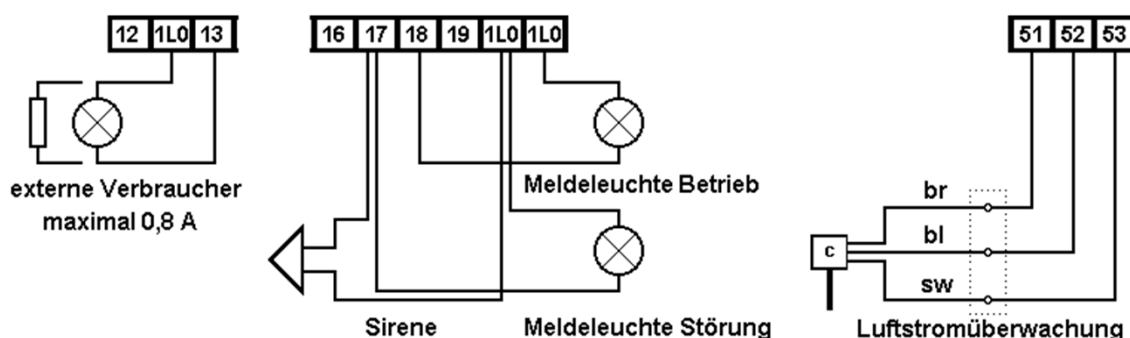 12 1L0 13
16 17 18 19 1L0 1L0
51 52 53
externe Verbraucher
maximal 0,8 A
Meldeleuchte Betrieb
br
bl
c
sw
Sirene
Meldeleuchte Störung
Luftstromüberwachung